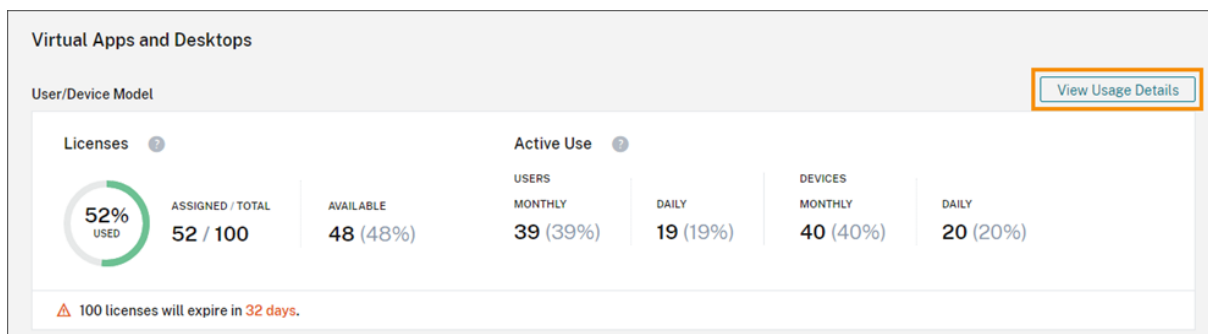 Virtual Apps and Desktops
User/Device Model
View Usage Details
Licenses ?
Active Use ?
52%
USED
ASSIGNED / TOTAL
52 / 100
AVAILABLE
48 (48%)
USERS
MONTHLY
39 (39%)
DAILY
19 (19%)
DEVICES
MONTHLY
40 (40%)
DAILY
20 (20%)
100 licenses will expire in 32 days.